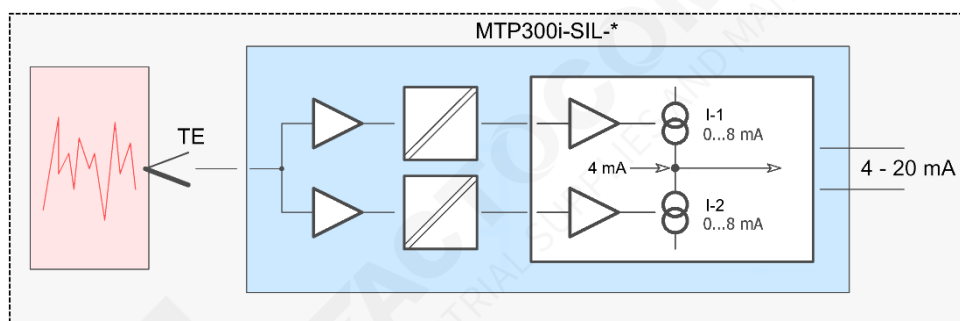 MTP300i-SIL-*
TE
I-1
0...8 mA
4 mA
4 - 20 mA
I-2
0...8 mA